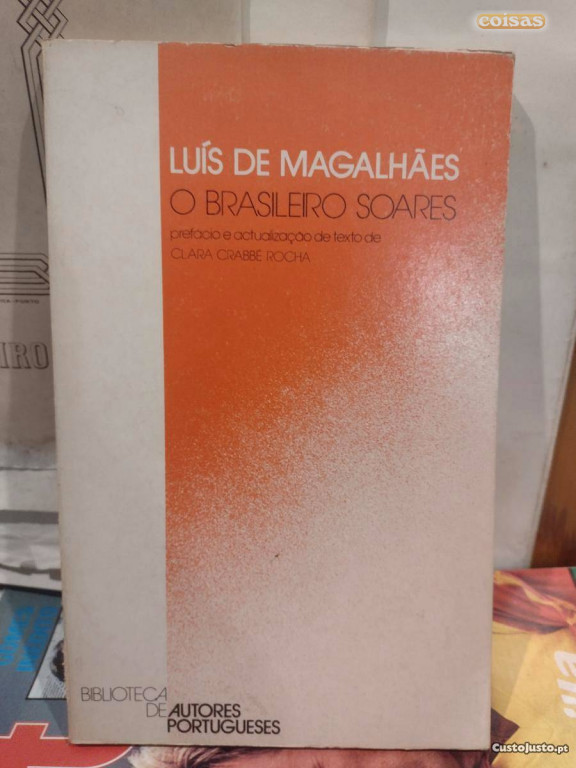 coisas
LUÍS DE MAGALHÃES
O BRASILEIRO SOARES
prefácio e actualização de texto de
CLARA CRABBÉ ROCHA
IRO
BIBLIOTECA
DE AUTORES
PORTUGUESES
CustoJusto.pt